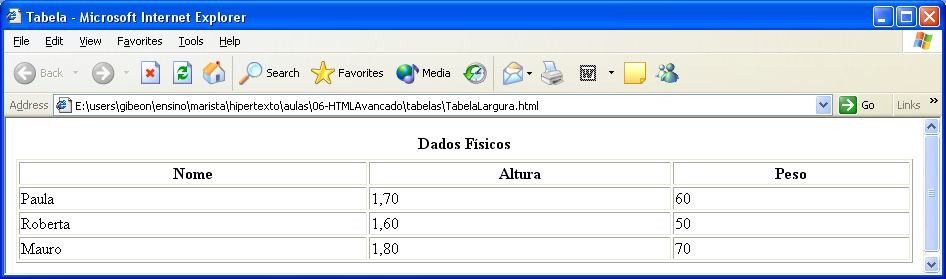 Tabela - Microsoft Internet Explorer
File Edit View Favorites Tools Help
Back Search Favorites Media
Address E:\users\gibeon\ensino\marista\hipertexto\aulas\06-HTMLAvancado\tabelas\TabelaLargura.html Go Links »
Dados Físicos
Nome Altura Peso
Paula 1,70 60
Roberta 1,60 50
Mauro 1,80 70